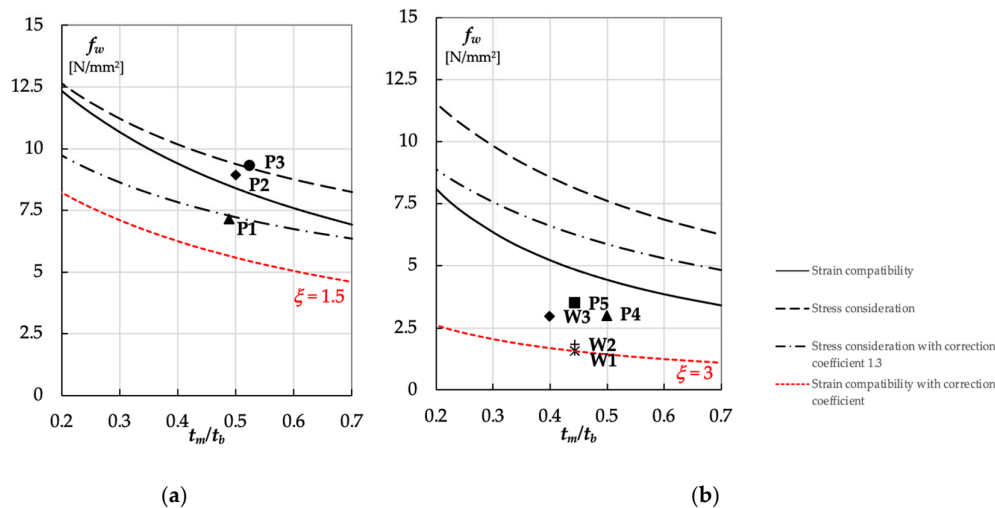 (a)
15
12.5
10
7.5
5
2.5
0
f_w
[N/mm²]
P3
P2
P1
ξ = 1.5
0.2 0.3 0.4 0.5 0.6 0.7
t_m/t_b
15
12.5
10
7.5
5
2.5
0
f_w
[N/mm²]
P5
W3 P4
W2
W1
ξ = 3
0.2 0.3 0.4 0.5 0.6 0.7
t_m/t_b
Strain compatibility
Stress consideration
Stress consideration with correction
coefficient 1.3
Strain compatibility with correction
coefficient
(a)
(b)